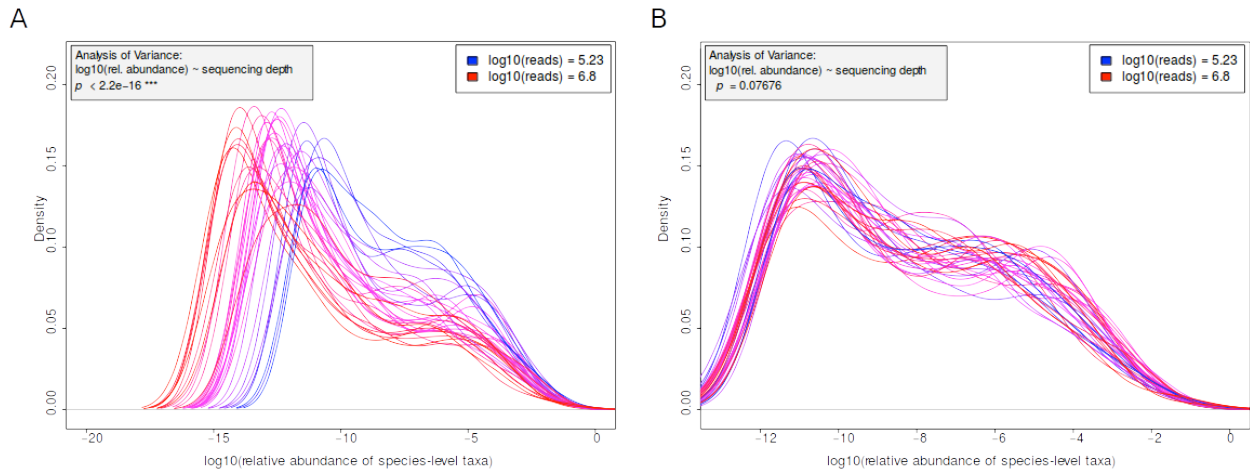 A
Analysis of Variance:
log10(rel. abundance) ~ sequencing depth
p < 2.2e−16 ***
log10(reads) = 5.23
log10(reads) = 6.8
0.20
0.15
0.10
0.05
0.00
Density
−20
−15
−10
−5
0
log10(relative abundance of species-level taxa)
B
Analysis of Variance:
log10(rel. abundance) ~ sequencing depth
p = 0.07676
log10(reads) = 5.23
log10(reads) = 6.8
0.20
0.15
0.10
0.05
0.00
Density
−12
−10
−8
−6
−4
−2
0
log10(relative abundance of species-level taxa)